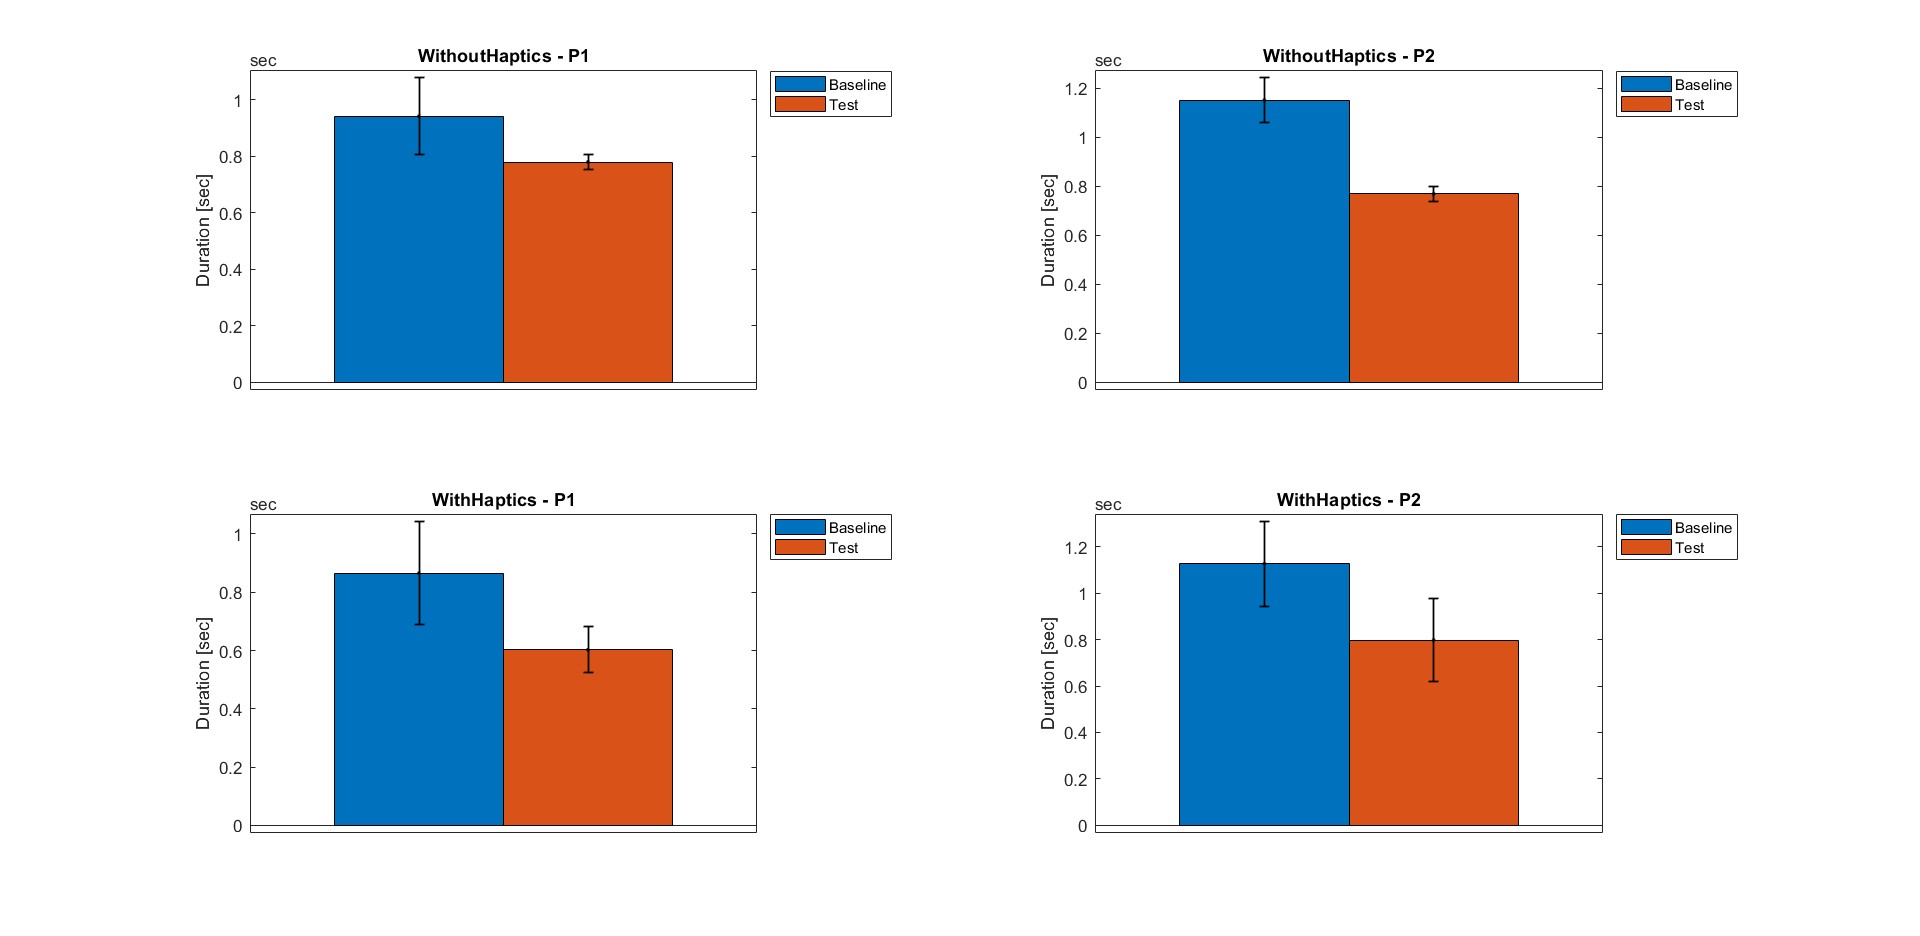 WithoutHaptics - P1
sec
Baseline
Test
1
0.8
0.6
0.4
0.2
0
Duration [sec]
WithoutHaptics - P2
sec
Baseline
Test
1.2
1
0.8
0.6
0.4
0.2
0
Duration [sec]
WithHaptics - P1
sec
Baseline
Test
1
0.8
0.6
0.4
0.2
0
Duration [sec]
WithHaptics - P2
sec
Baseline
Test
1.2
1
0.8
0.6
0.4
0.2
0
Duration [sec]